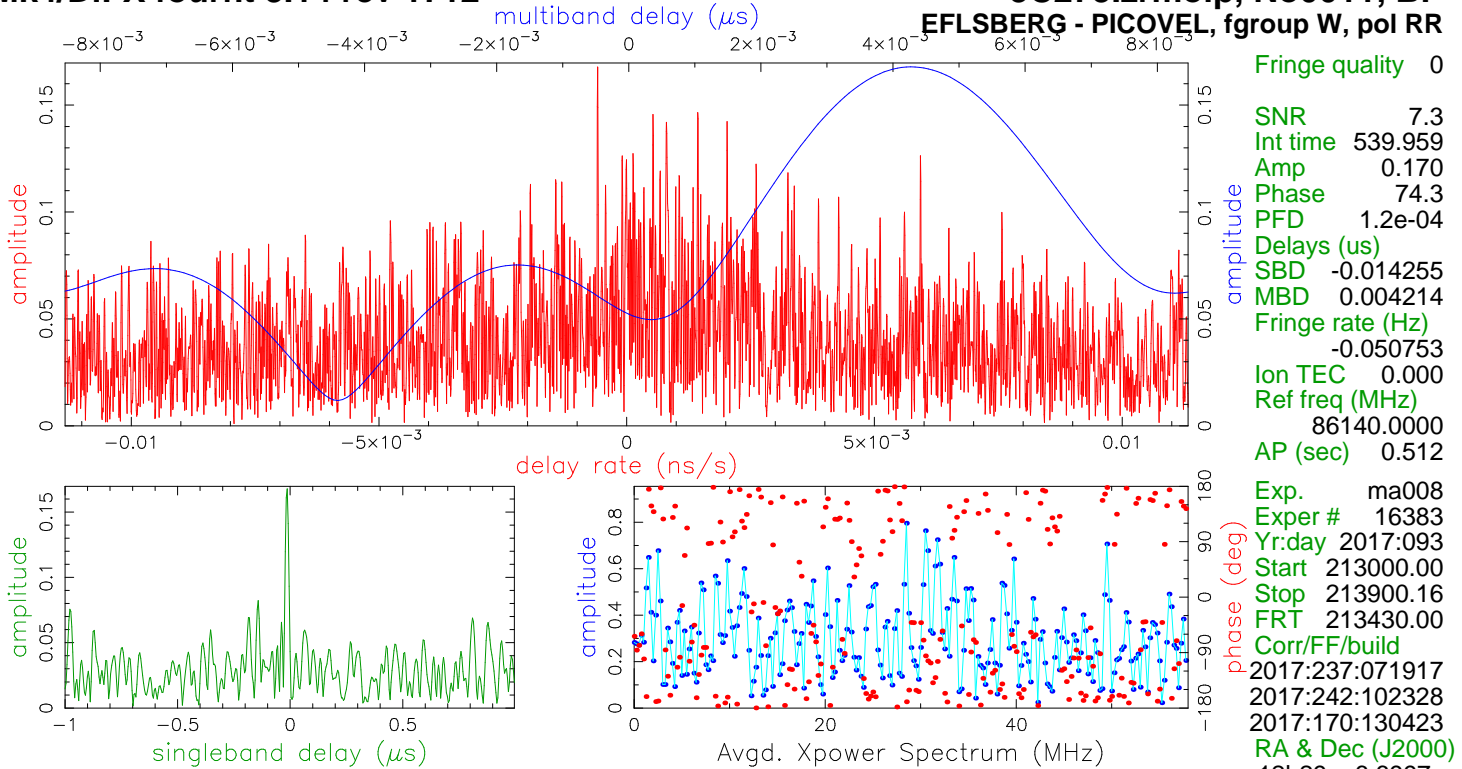 multiband delay (μs)
EFLSBERG - PICOVEL, fgroup W, pol RR
−8×10⁻³ −6×10⁻³ −4×10⁻³ −2×10⁻³ 0 2×10⁻³ 4×10⁻³ 6×10⁻³ 8×10⁻³
amplitude
0 0.05 0.1 0.15
amplitude
0 0.05 0.1 0.15
−0.01 −5×10⁻³ 0 5×10⁻³ 0.01
delay rate (ns/s)
Fringe quality 0
SNR 7.3
Int time 539.959
Amp 0.170
Phase 74.3
PFD 1.2e-04
Delays (us)
SBD -0.014255
MBD 0.004214
Fringe rate (Hz)
-0.050753
Ion TEC 0.000
Ref freq (MHz)
86140.0000
AP (sec) 0.512
Exp. ma008
Exper # 16383
Yr:day 2017:093
Start 213000.00
Stop 213900.16
FRT 213430.00
Corr/FF/build
2017:237:071917
2017:242:102328
2017:170:130423
RA & Dec (J2000)
amplitude
0 0.05 0.1 0.15
−1 −0.5 0 0.5
singleband delay (μs)
amplitude
0 0.2 0.4 0.6 0.8
0 20 40
Avgd. Xpower Spectrum (MHz)
phase (deg)
−180 −90 0 90 180